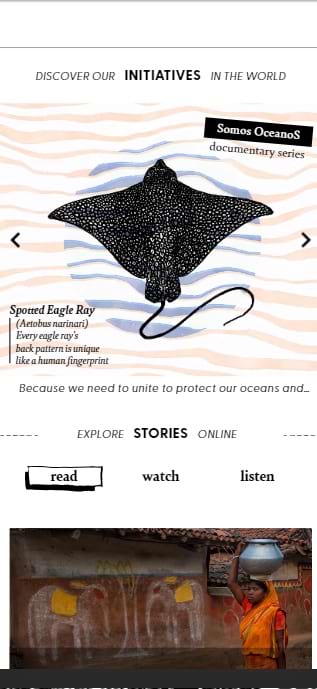 DISCOVER OUR INITIATIVES IN THE WORLD
Somos OceanoS
documentary series
Spotted Eagle Ray
(Aetobus narinari)
Every eagle ray's
back pattern is unique
like a human fingerprint
Because we need to unite to protect our oceans and...
EXPLORE STORIES ONLINE
read watch listen